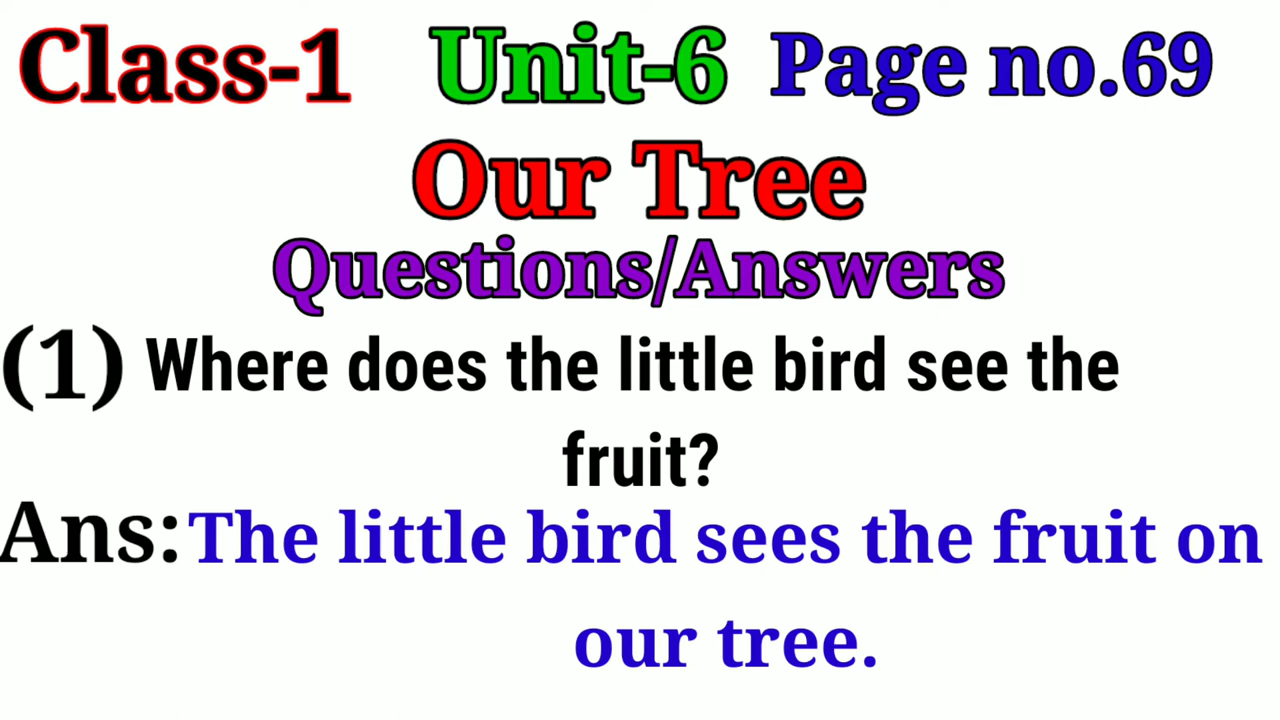 Class-1 Unit-6 Page no.69
Our Tree
Questions/Answers
(1) Where does the little bird see the
fruit?
Ans: The little bird sees the fruit on
our tree.